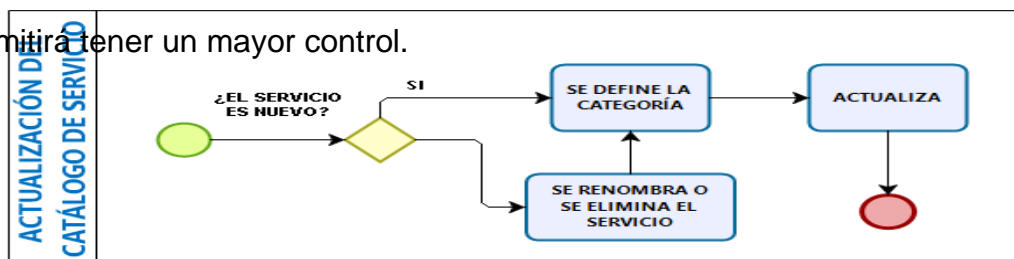 mitirá tener un mayor control.
ACTUALIZACIÓN DEL
CATÁLOGO DE SERVICIO
¿EL SERVICIO
ES NUEVO?
SI
SE DEFINE LA
CATEGORÍA
ACTUALIZA
SE RENOMBRA O
SE ELIMINA EL
SERVICIO